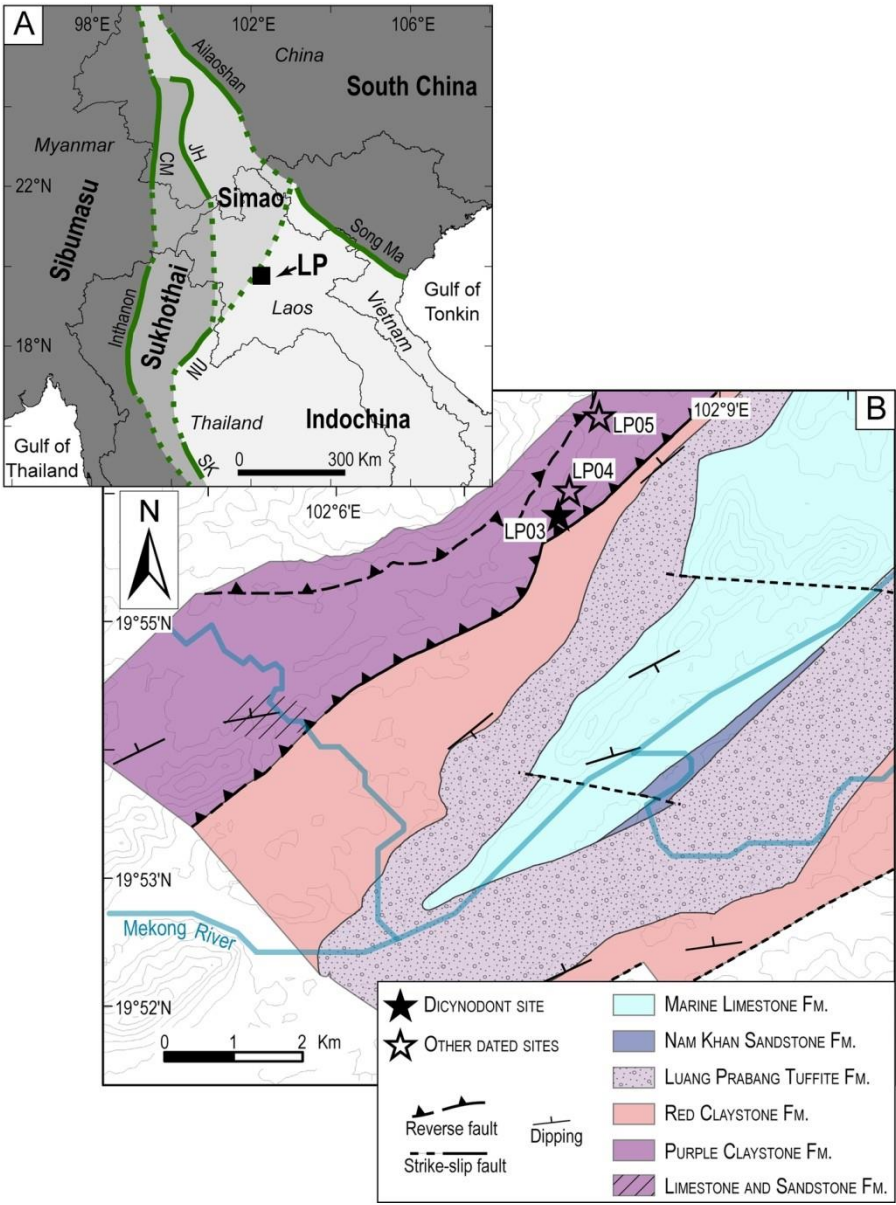 A
98°E
102°E
106°E
Ailaoshan
China
South China
Myanmar
CM
JH
22°N
Simao
Sibumasu
Song Ma
LP
Inthanon
Sukhothai
Laos
Vietnam
Gulf of
Tonkin
18°N
NU
Thailand
Indochina
Gulf of
Thailand
SK
0 300 Km
B
102°6'E
102°9'E
N
LP05
LP04
LP03
19°55'N
19°53'N
Mekong River
19°52'N
0 1 2 Km
DICYNODONT SITE
OTHER DATED SITES
Reverse fault
Dipping
Strike-slip fault
MARINE LIMESTONE FM.
NAM KHAN SANDSTONE FM.
LUANG PRABANG TUFFITE FM.
RED CLAYSTONE FM.
PURPLE CLAYSTONE FM.
LIMESTONE AND SANDSTONE FM.